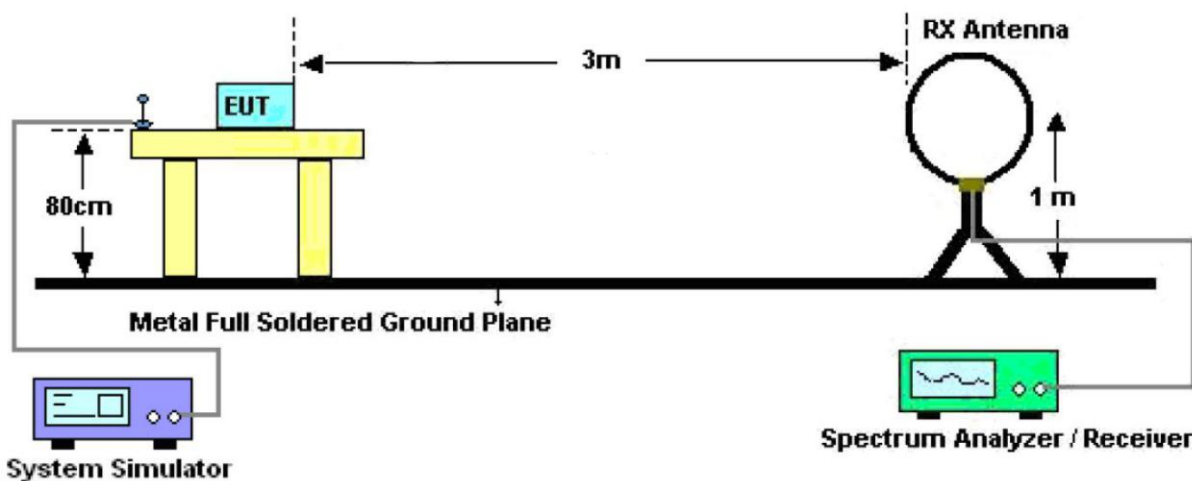 RX Antenna
3m
EUT
80cm
1 m
Metal Full Soldered Ground Plane
Spectrum Analyzer / Receiver
System Simulator